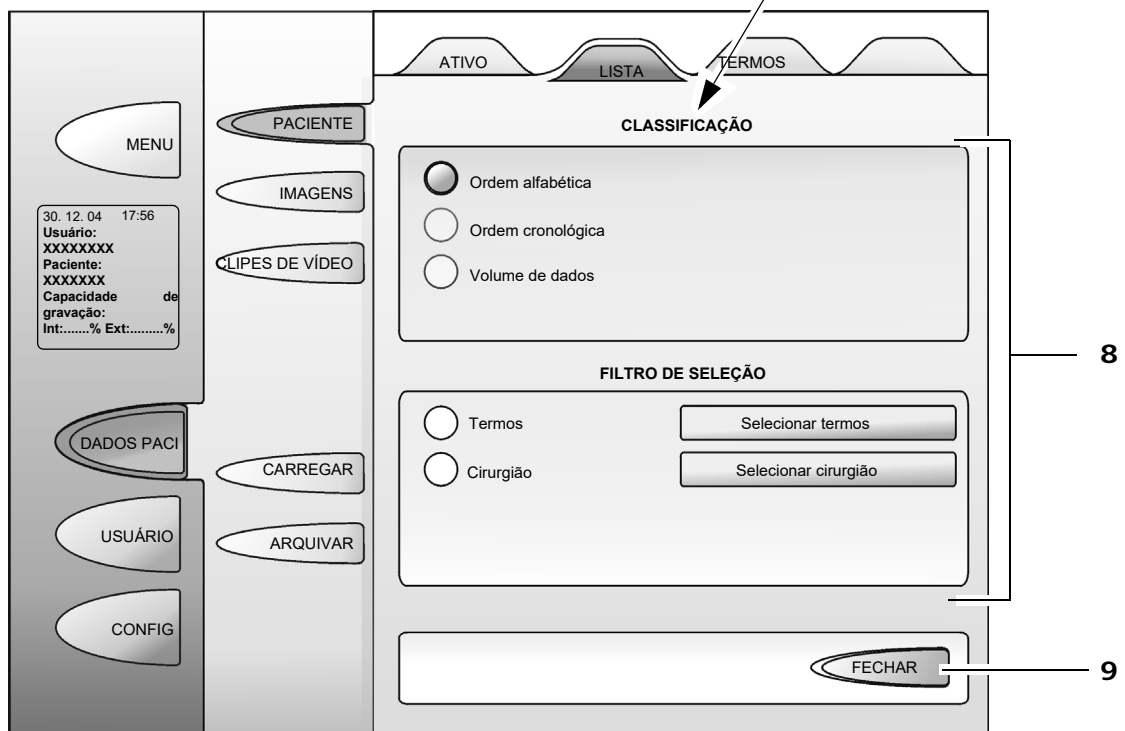 ATIVO
LISTA
TERMOS
MENU
30. 12. 04 17:56
Usuário:
XXXXXXXX
Paciente:
XXXXXXX
Capacidade de
gravação:
Int:.......% Ext:.........%
DADOS PACI
USUÁRIO
CONFIG
PACIENTE
IMAGENS
CLIPES DE VÍDEO
CARREGAR
ARQUIVAR
CLASSIFICAÇÃO
Ordem alfabética
Ordem cronológica
Volume de dados
FILTRO DE SELEÇÃO
Termos
Selecionar termos
Cirurgião
Selecionar cirurgião
FECHAR
8
9